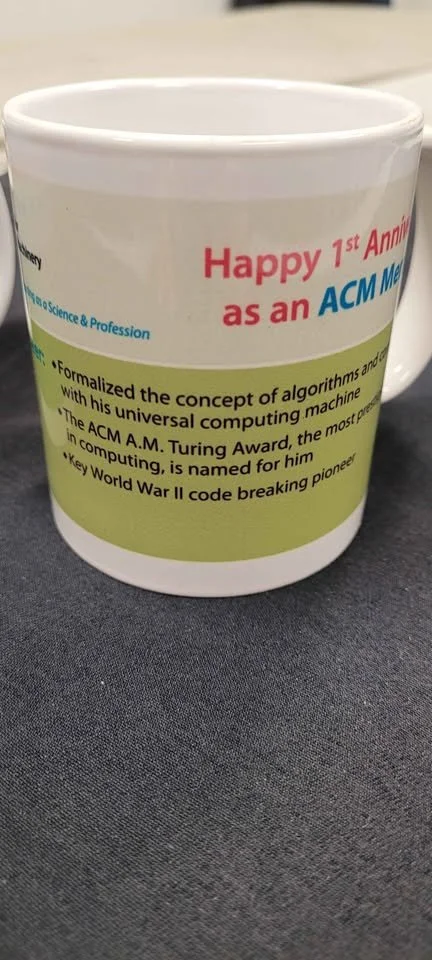 Happy 1st Anniv
as an ACM Me
as a Science & Profession
•Formalized the concept of algorithms and
with his universal computing machine
•The ACM A.M. Turing Award, the most
in computing, is named for him
•Key World War II code breaking pioneer